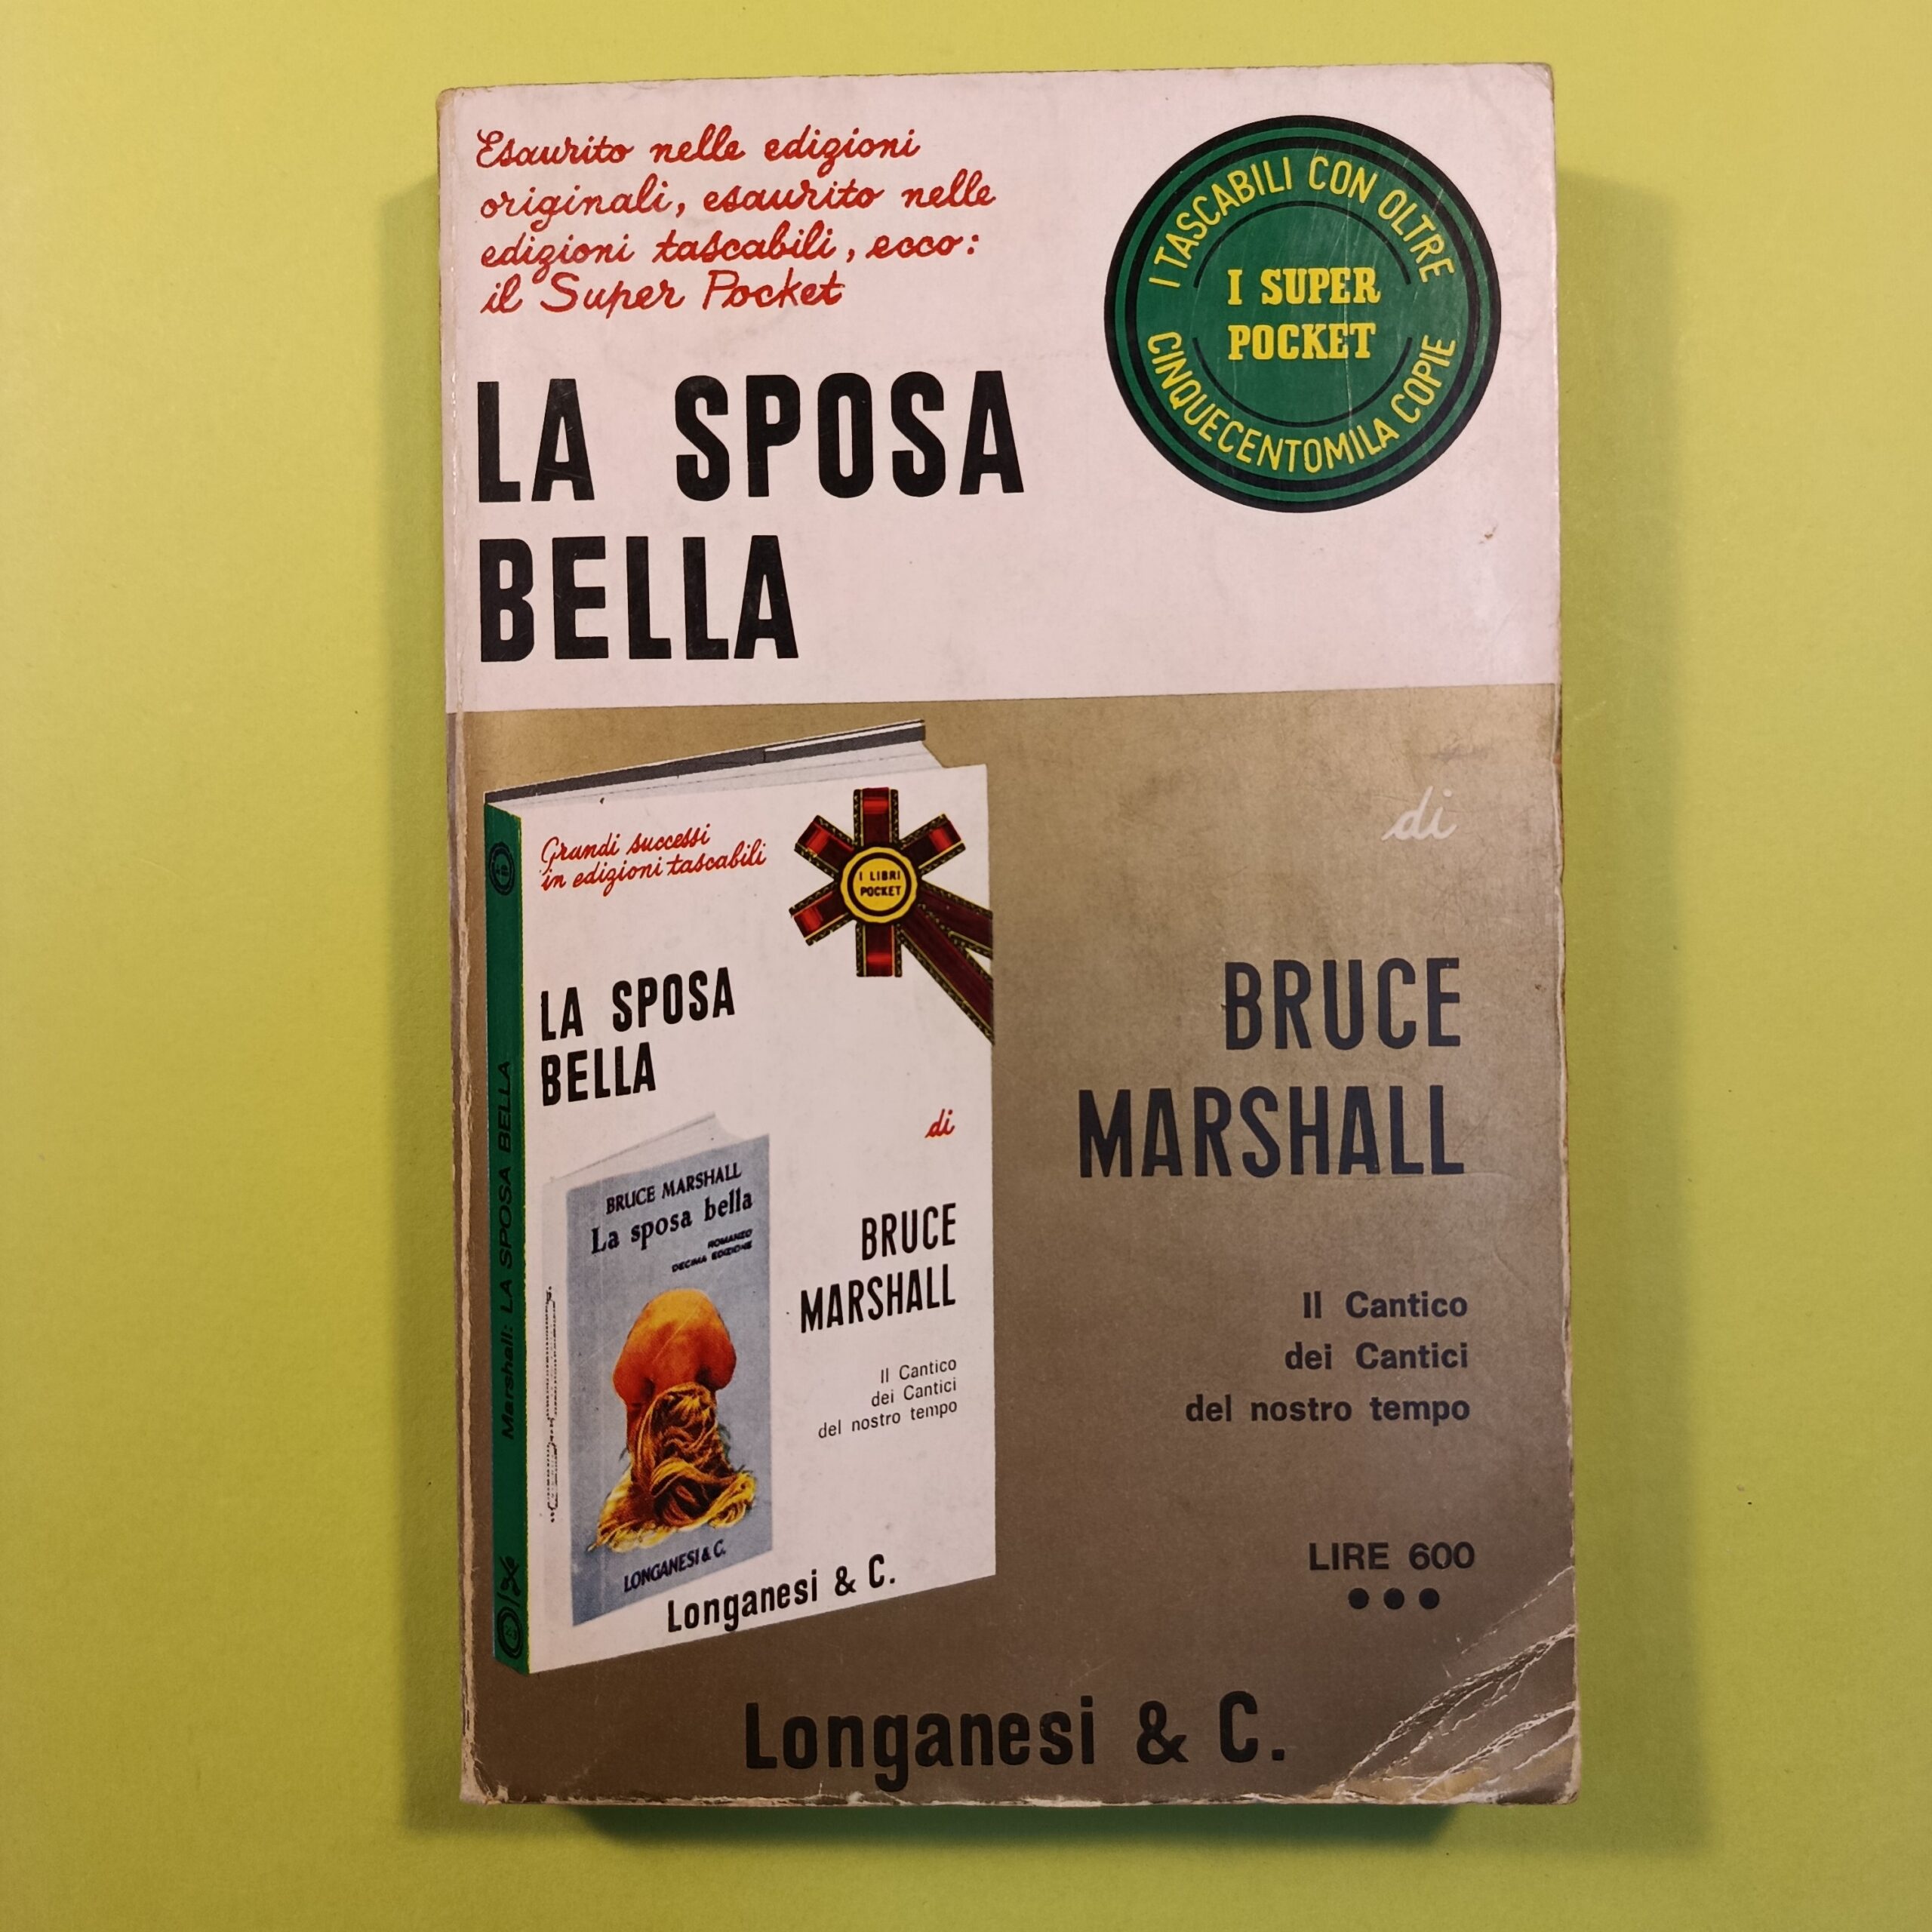 Esaurito nelle edizioni
originali, esaurito nelle
edizioni tascabili, ecco:
il Super Pocket
I TASCABILI CON OLTRE
I SUPER
POCKET
CINQUECENTOMILA COPIE
LA SPOSA
BELLA
di
BRUCE
MARSHALL
Il Cantico
dei Cantici
del nostro tempo
LIRE 600
Grandi successi
in edizioni tascabili
I LIBRI
POCKET
LA SPOSA
BELLA
di
BRUCE
MARSHALL
Il Cantico
dei Cantici
del nostro tempo
Marshall: LA SPOSA BELLA
BRUCE MARSHALL
La sposa bella
ROMANZO
DECIMA EDIZIONE
LONGANESI & C.
Longanesi & C.
Longanesi & C.